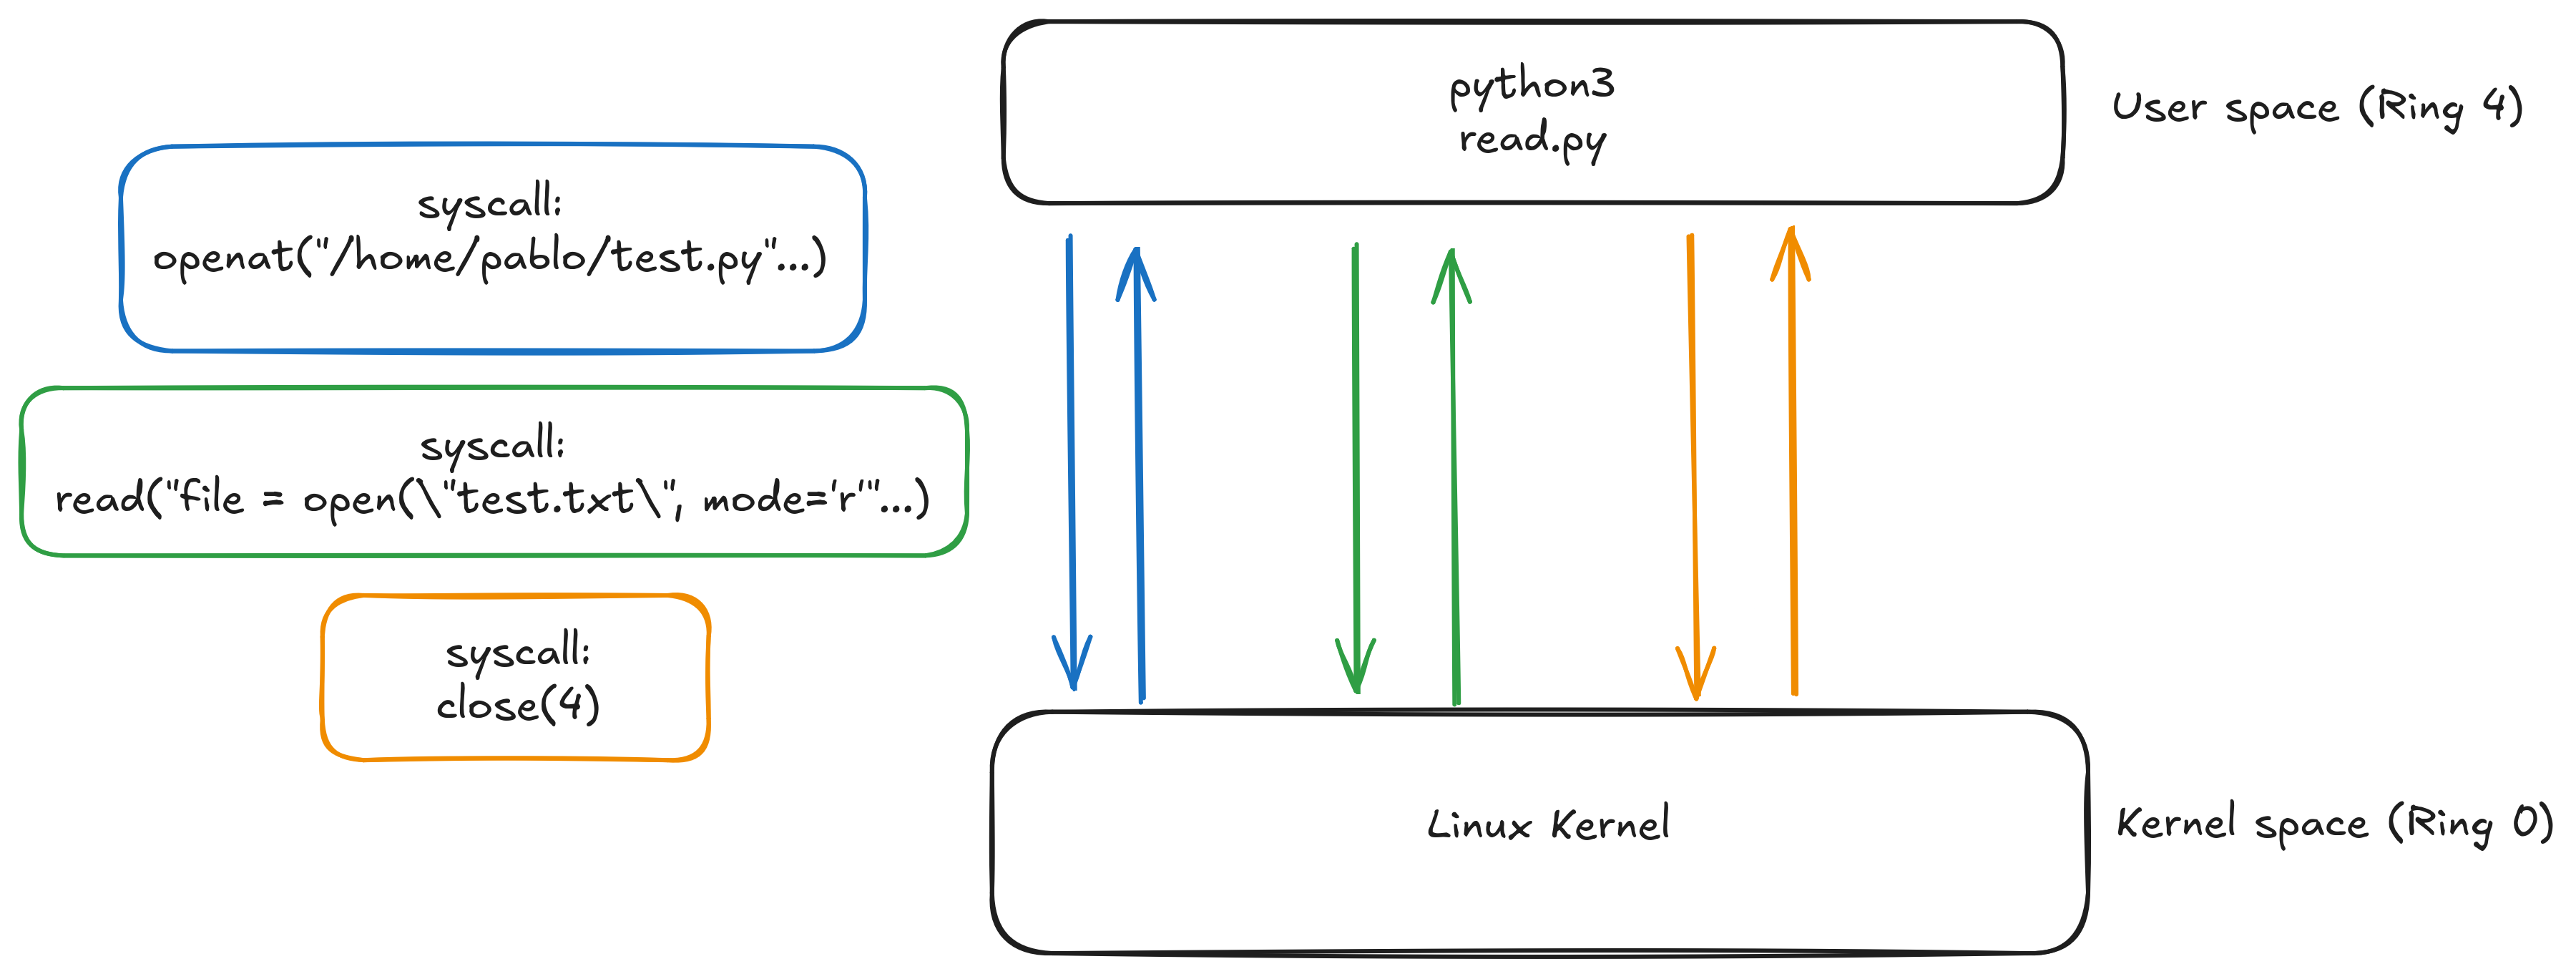 python3
read.py
User space (Ring 4)
syscall:
openat("/home/pablo/test.py"...)
syscall:
read("file = open(\"test.txt\", mode='r'"...)
syscall:
close(4)
Linux Kernel
Kernel space (Ring 0)